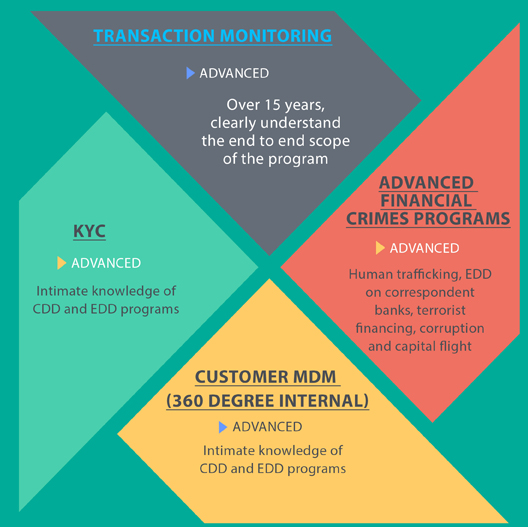 TRANSACTION MONITORING
ADVANCED
Over 15 years,
clearly understand
the end to end scope
of the program
ADVANCED
FINANCIAL
CRIMES PROGRAMS
ADVANCED
Human trafficking, EDD
on correspondent
banks, terrorist
financing, corruption
and capital flight
KYC
ADVANCED
Intimate knowledge of
CDD and EDD programs
CUSTOMER MDM
(360 DEGREE INTERNAL)
ADVANCED
Intimate knowledge of
CDD and EDD programs